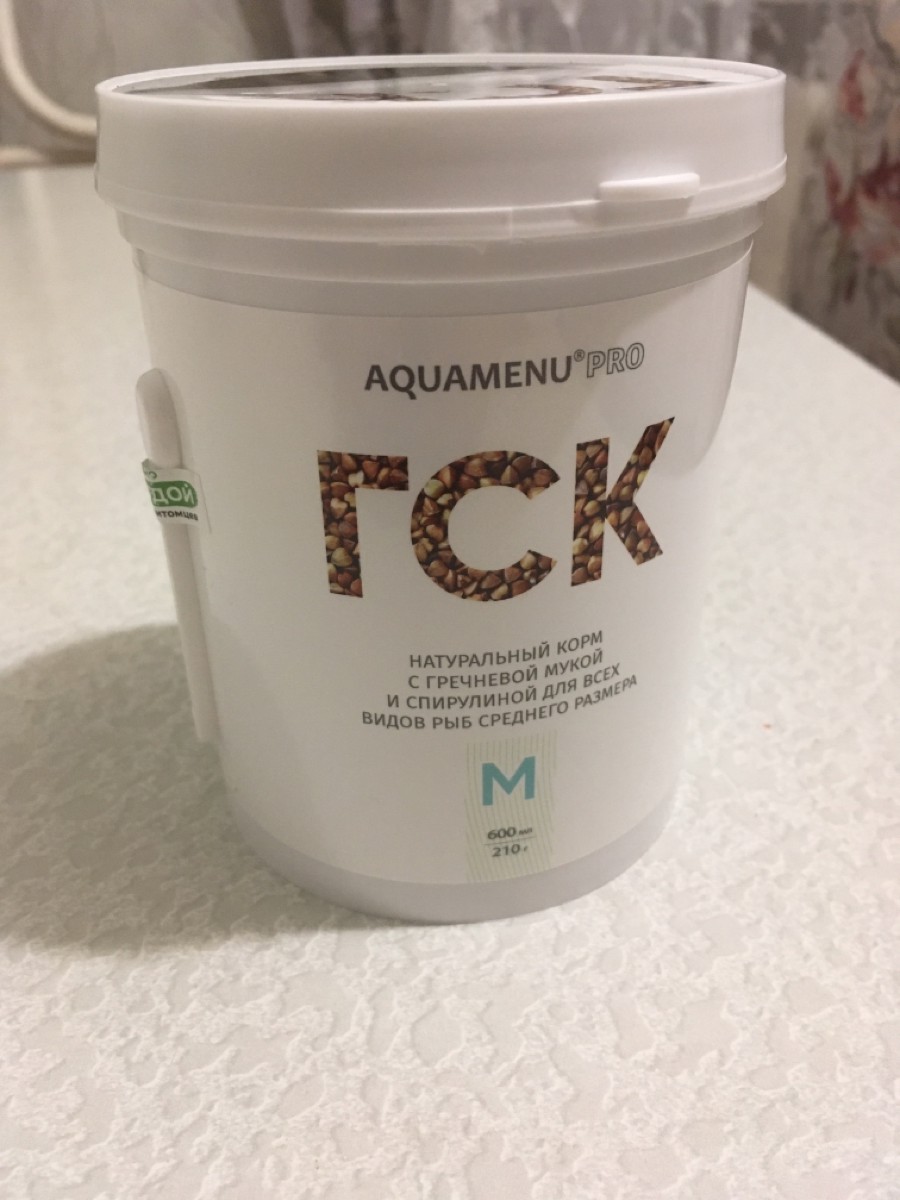 AQUAMENU® PRO
ГСК
НАТУРАЛЬНЫЙ КОРМ
С ГРЕЧНЕВОЙ МУКОЙ
И СПИРУЛИНОЙ ДЛЯ ВСЕХ
ВИДОВ РЫБ СРЕДНЕГО РАЗМЕРА
M
600 мл
210 г